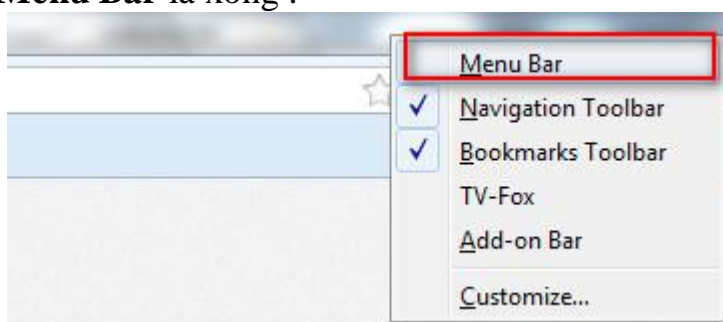 Menu Bar là xong .
Menu Bar
Navigation Toolbar
Bookmarks Toolbar
TV-Fox
Add-on Bar
Customize...